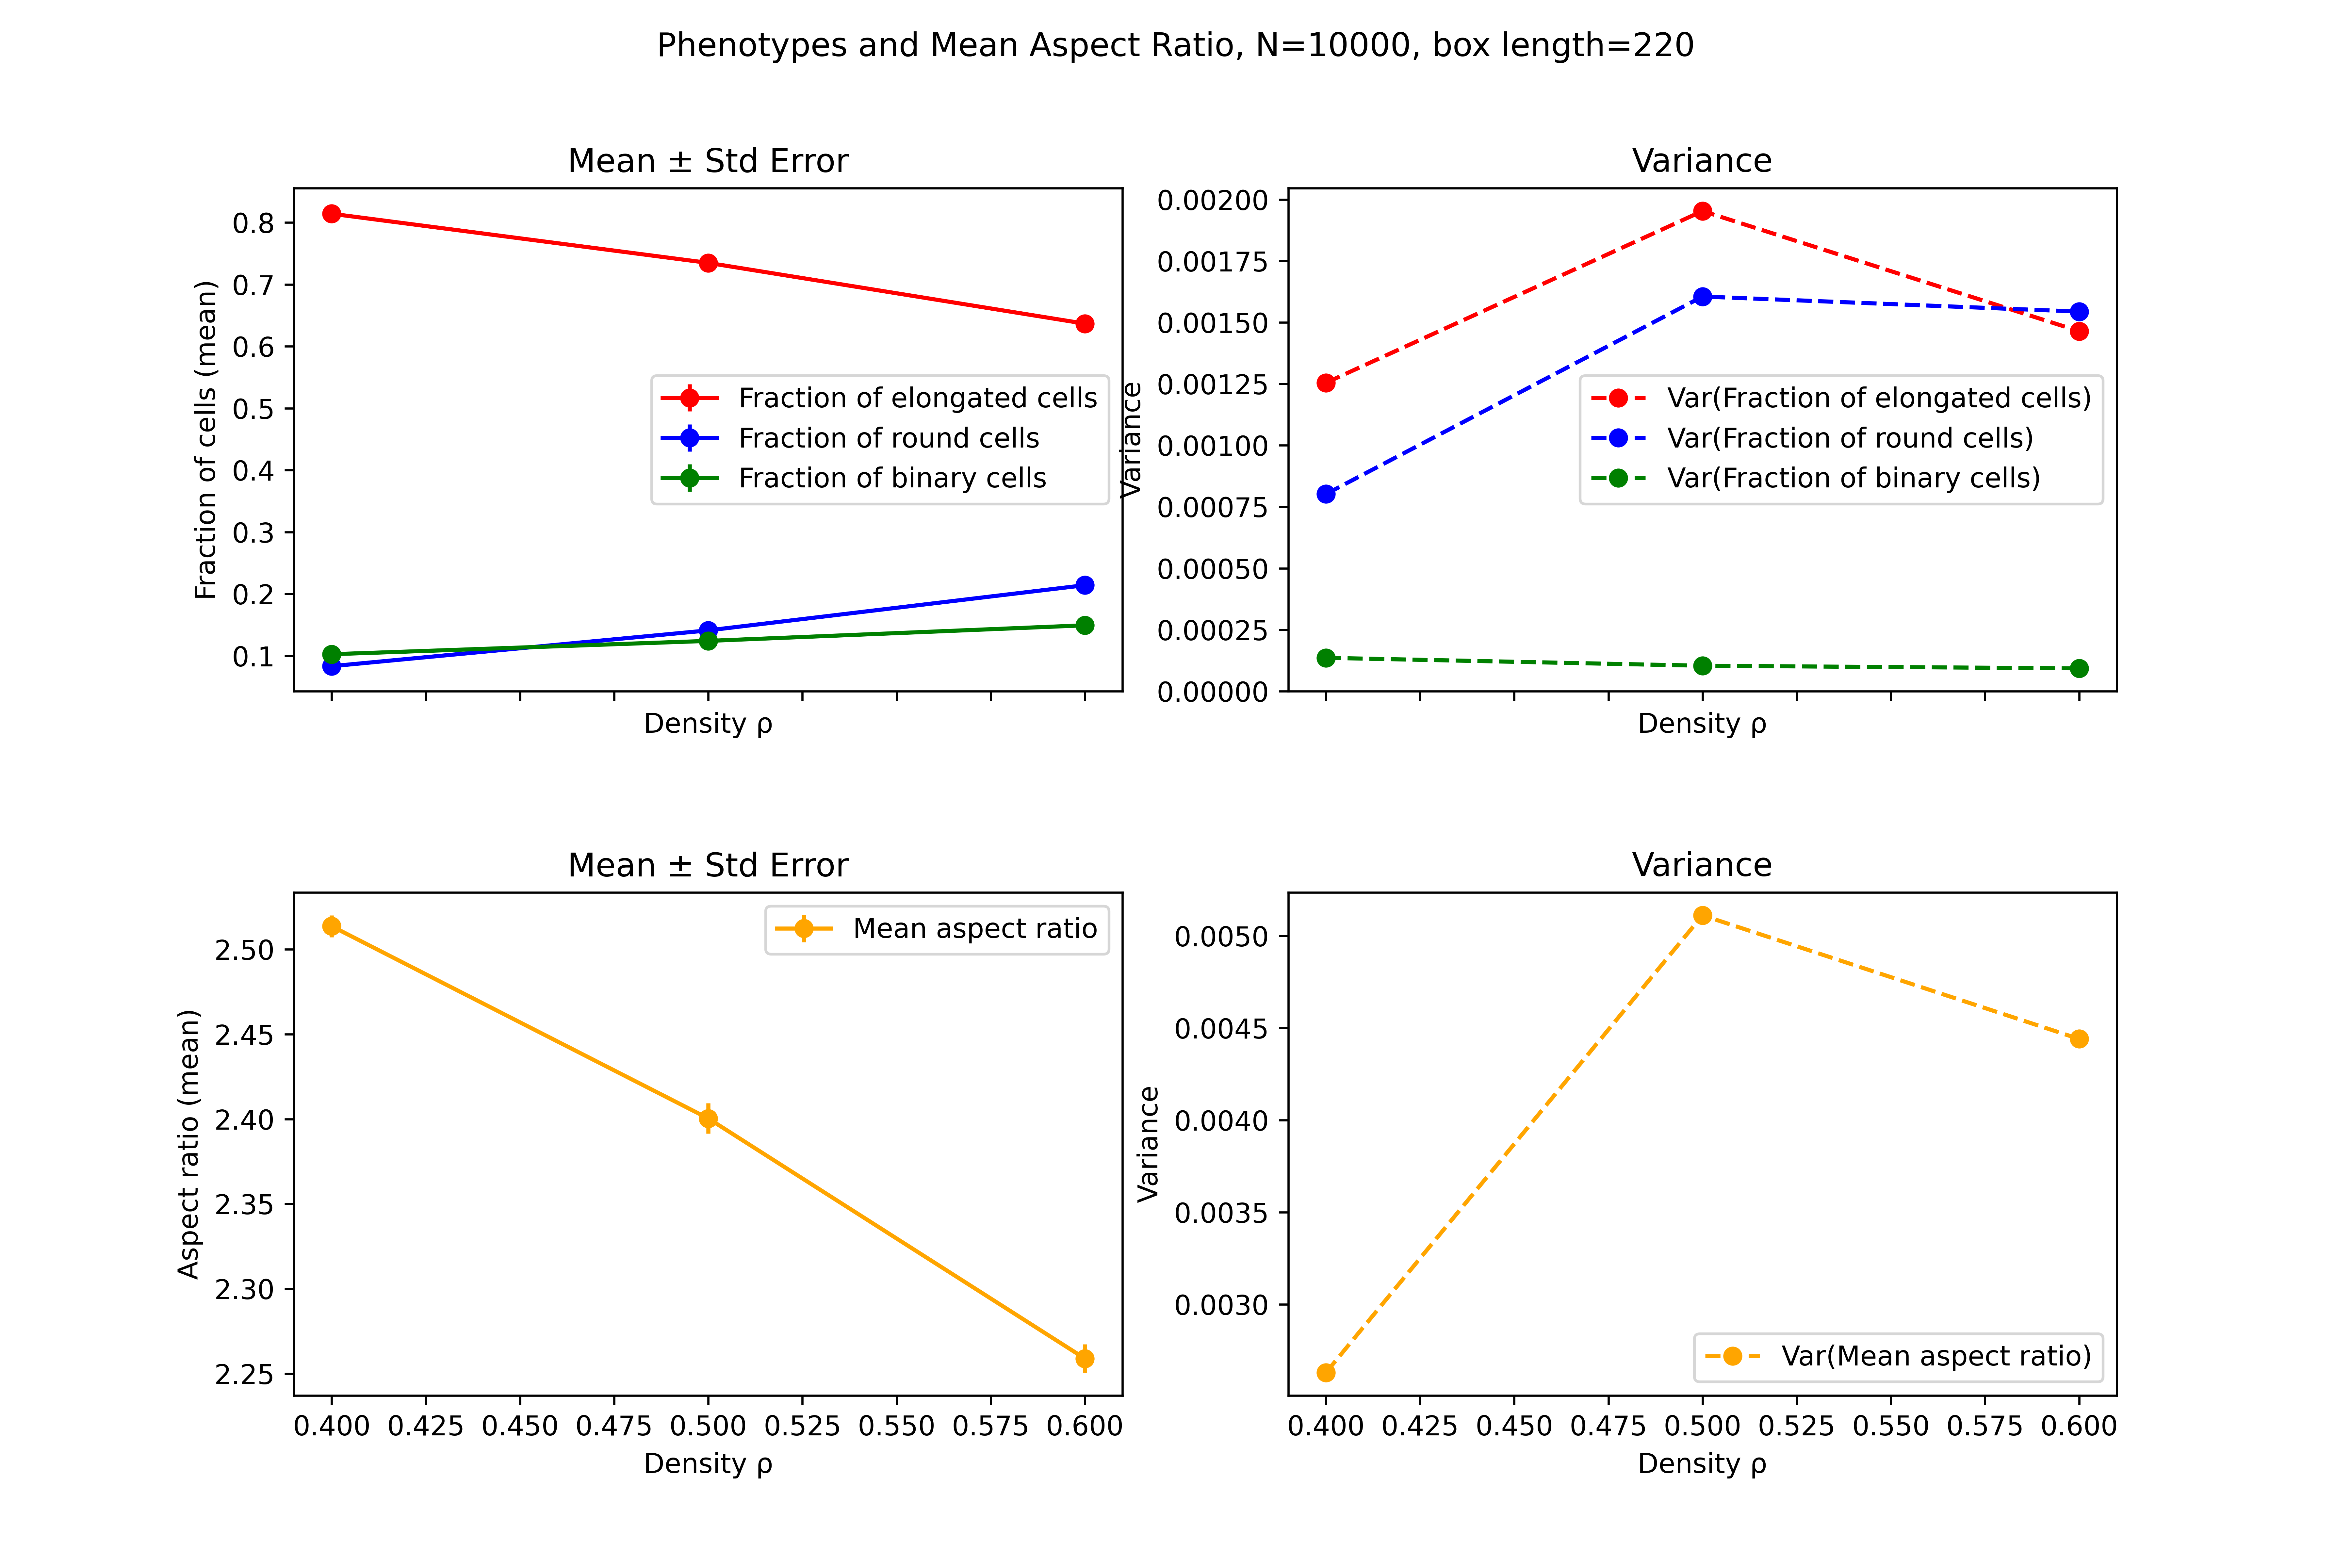 Phenotypes and Mean Aspect Ratio, N=10000, box length=220
Mean ± Std Error
Fraction of cells (mean)
0.8
0.7
0.6
0.5
0.4
0.3
0.2
0.1
Fraction of elongated cells
Fraction of round cells
Fraction of binary cells
Density ρ
Variance
Variance
0.00200
0.00175
0.00150
0.00125
0.00100
0.00075
0.00050
0.00025
0.00000
Var(Fraction of elongated cells)
Var(Fraction of round cells)
Var(Fraction of binary cells)
Density ρ
Mean ± Std Error
Aspect ratio (mean)
2.50
2.45
2.40
2.35
2.30
2.25
Mean aspect ratio
0.400 0.425 0.450 0.475 0.500 0.525 0.550 0.575 0.600
Density ρ
Variance
Variance
0.0050
0.0045
0.0040
0.0035
0.0030
Var(Mean aspect ratio)
0.400 0.425 0.450 0.475 0.500 0.525 0.550 0.575 0.600
Density ρ